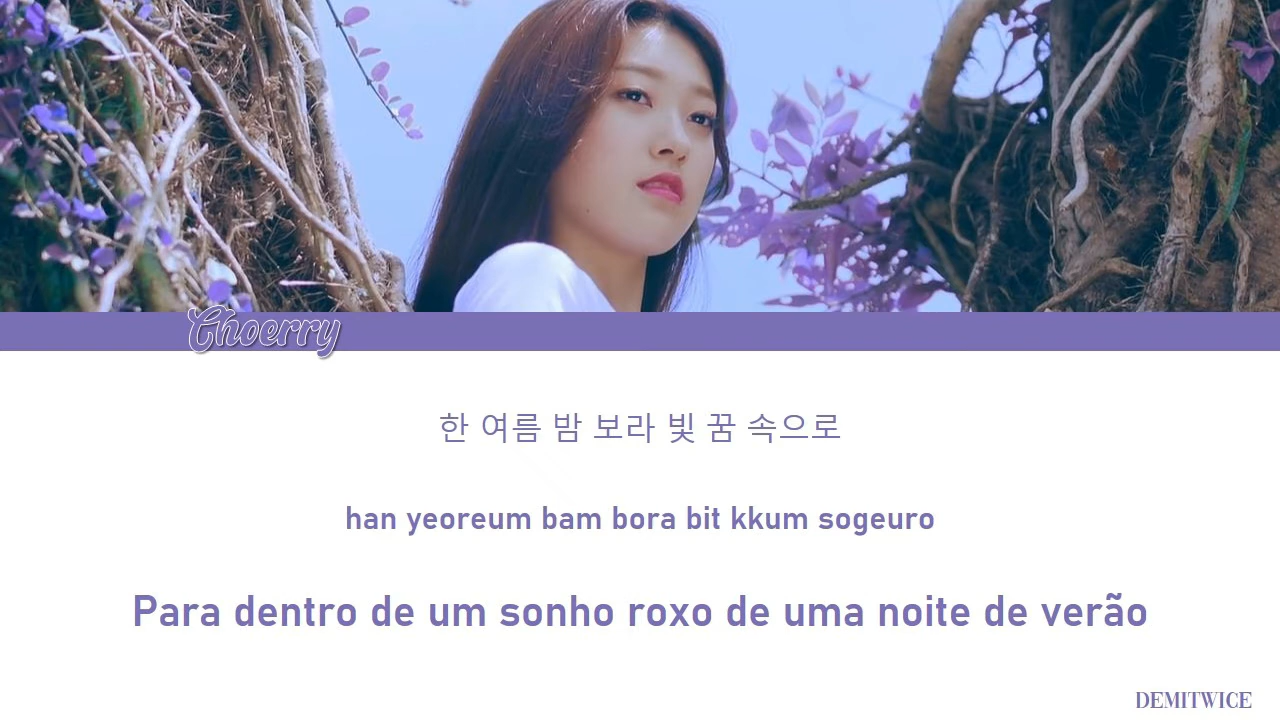 Choerry
한 여름 밤 보라 빛 꿈 속으로
han yeoreum bam bora bit kkum sogeuro
Para dentro de um sonho roxo de uma noite de verão
DEMITWICE